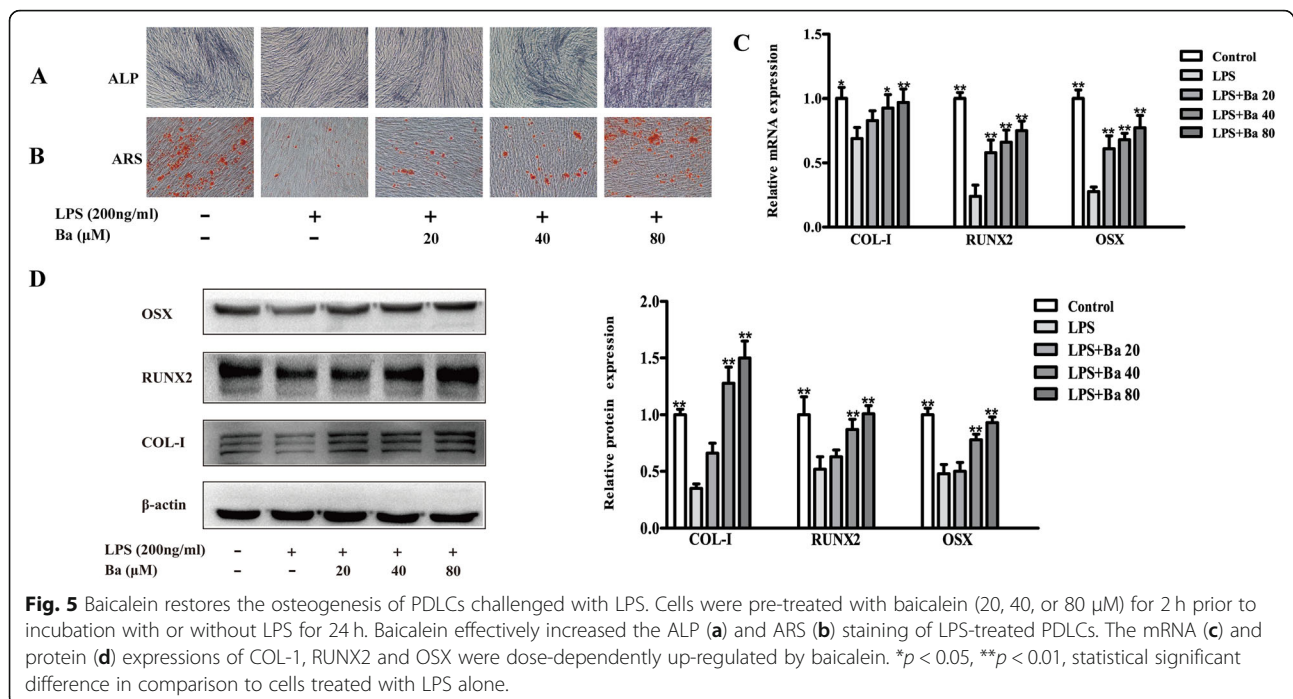 A
ALP
B
ARS
LPS (200ng/ml) – + + + +
Ba (μM) – – 20 40 80
C
Relative mRNA expression
1.5
1.0
0.5
0.0
* * **
** ** ** **
** ** ** **
COL-I RUNX2 OSX
Control
LPS
LPS+Ba 20
LPS+Ba 40
LPS+Ba 80
D
OSX
RUNX2
COL-I
β-actin
LPS (200ng/ml) – + + + +
Ba (μM) – – 20 40 80
Relative protein expression
2.0
1.5
1.0
0.5
0.0
** ** **
** ** **
** ** **
COL-I RUNX2 OSX
Control
LPS
LPS+Ba 20
LPS+Ba 40
LPS+Ba 80
Fig. 5 Baicalein restores the osteogenesis of PDLCs challenged with LPS. Cells were pre-treated with baicalein (20, 40, or 80 μM) for 2 h prior to
incubation with or without LPS for 24 h. Baicalein effectively increased the ALP (a) and ARS (b) staining of LPS-treated PDLCs. The mRNA (c) and
protein (d) expressions of COL-1, RUNX2 and OSX were dose-dependently up-regulated by baicalein. *p < 0.05, **p < 0.01, statistical significant
difference in comparison to cells treated with LPS alone.